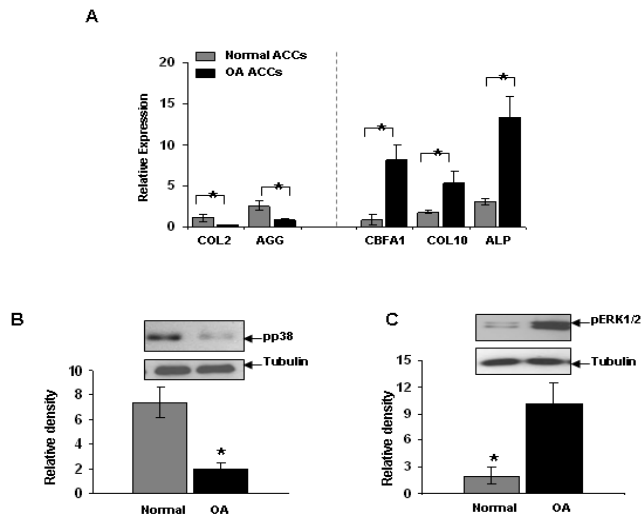 A
Normal ACCs
OA ACCs
Relative Expression
20
15
10
5
0
*
*
*
*
*
COL2 AGG CBFA1 COL10 ALP
B
pp38
Tubulin
Relative density
10
8
6
4
2
0
*
Normal OA
C
pERK1/2
Tubulin
Relative density
15
12
9
6
3
0
*
Normal OA